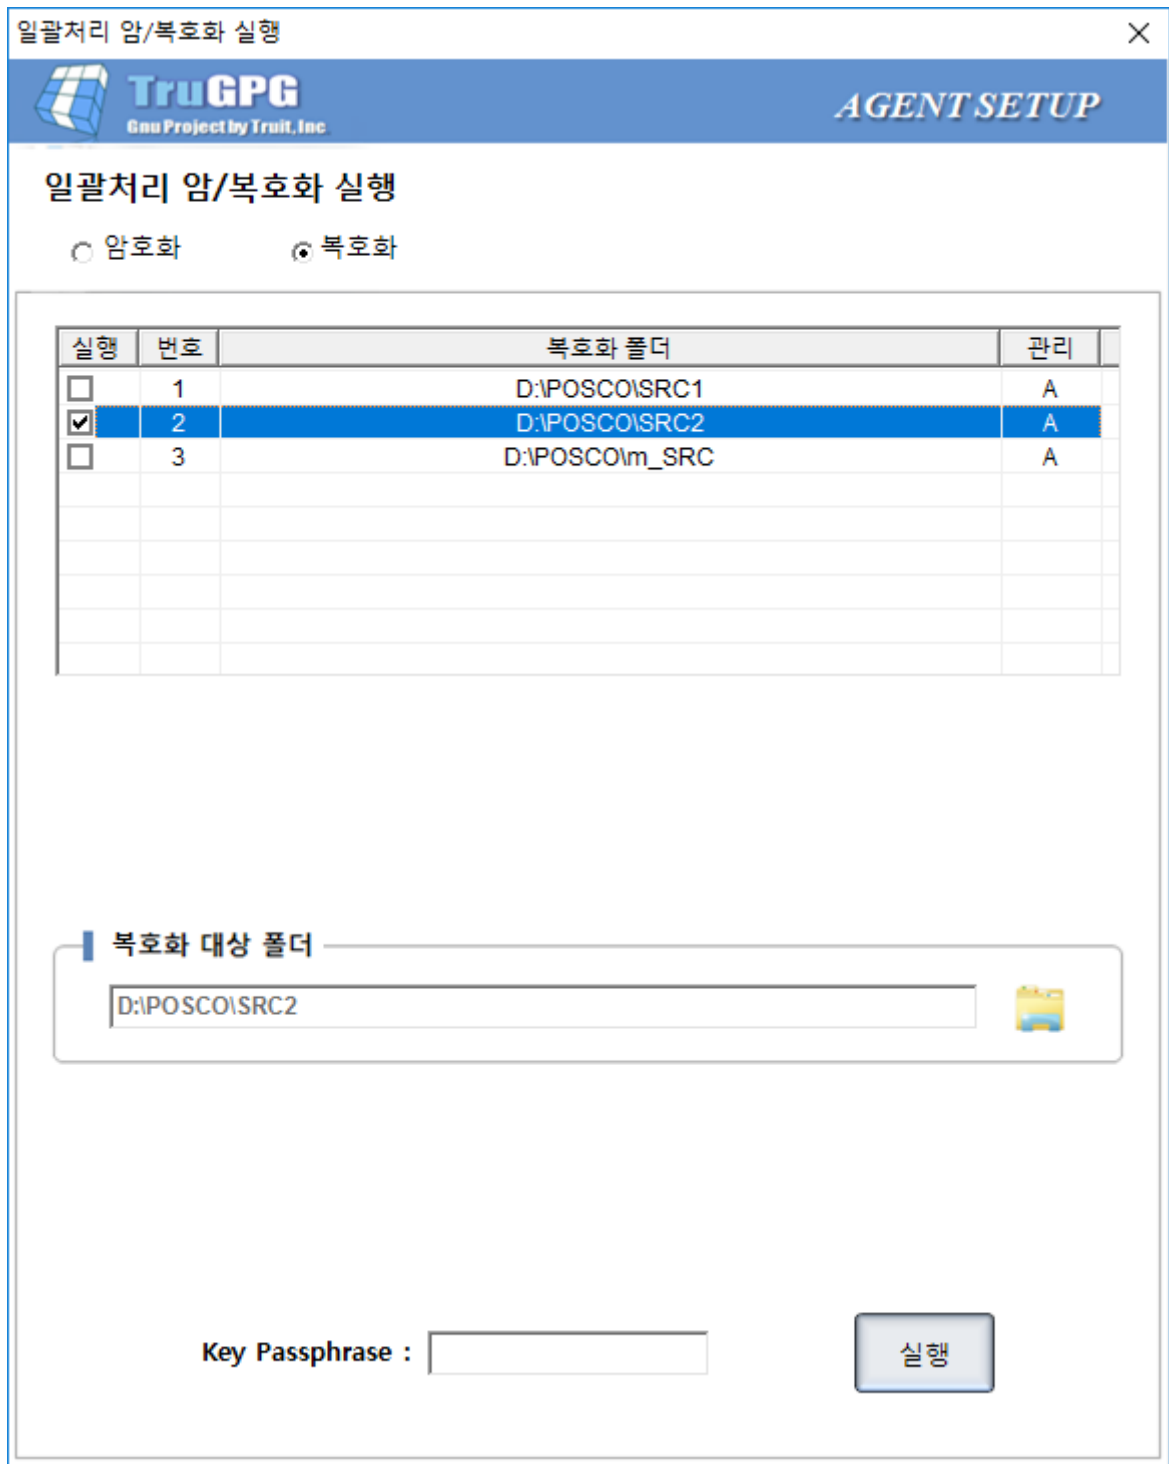 일괄처리 암/복호화 실행
TruGPG
Gnu Project by Truit, Inc.
AGENT SETUP
일괄처리 암/복호화 실행
암호화 복호화
실행 번호 복호화 폴더 관리
1 D:\POSCO\SRC1 A
2 D:\POSCO\SRC2 A
3 D:\POSCO\m_SRC A
복호화 대상 폴더
D:\POSCO\SRC2
Key Passphrase :
실행